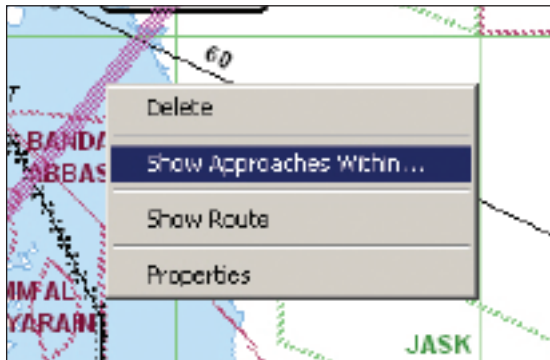 60
Delete
BANDA
Show Approaches Within...
ABBAS
Show Route
Properties
JASK